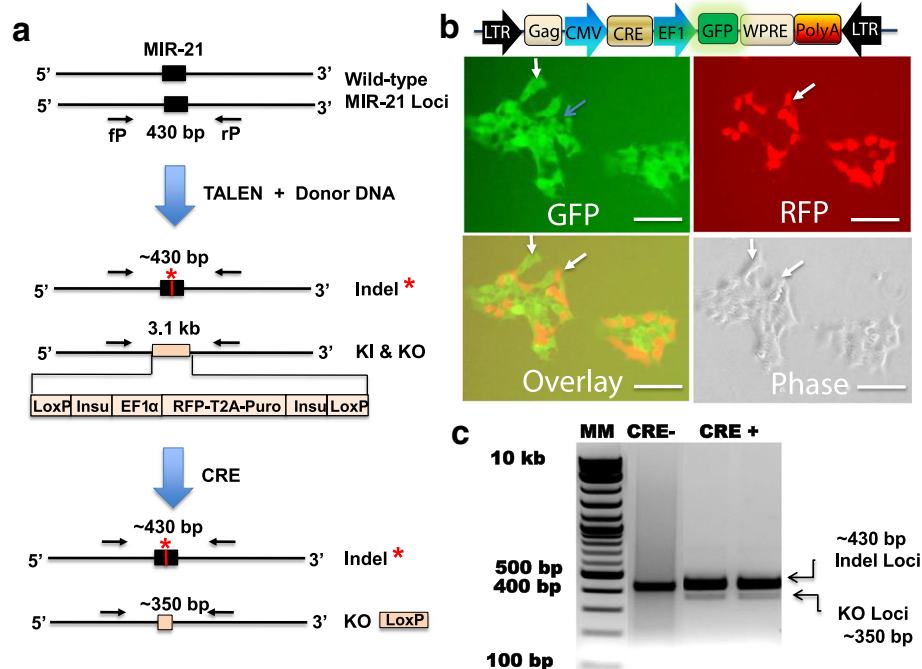 a
MIR-21
5’ 3’ Wild-type
5’ 3’ MIR-21 Loci
fP 430 bp rP
TALEN + Donor DNA
~430 bp
*
5’ 3’ Indel *
3.1 kb
5’ 3’ KI & KO
LoxP Insu EF1α RFP-T2A-Puro Insu LoxP
CRE
~430 bp
*
5’ 3’ Indel *
~350 bp
5’ 3’ KO LoxP
b
LTR Gag CMV CRE EF1 GFP WPRE PolyA LTR
GFP
RFP
Overlay
Phase
c
MM CRE- CRE +
10 kb
500 bp
400 bp
100 bp
~430 bp
Indel Loci
KO Loci
~350 bp